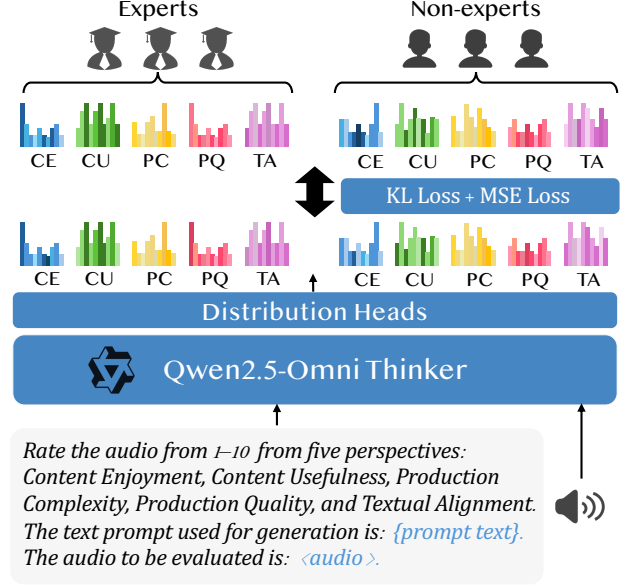 Experts Non-experts
CE CU PC PQ TA CE CU PC PQ TA
KL Loss + MSE Loss
CE CU PC PQ TA CE CU PC PQ TA
Distribution Heads
Qwen2.5-Omni Thinker
Rate the audio from 1–10 from five perspectives:
Content Enjoyment, Content Usefulness, Production
Complexity, Production Quality, and Textual Alignment.
The text prompt used for generation is: {prompt text}.
The audio to be evaluated is: <audio>.